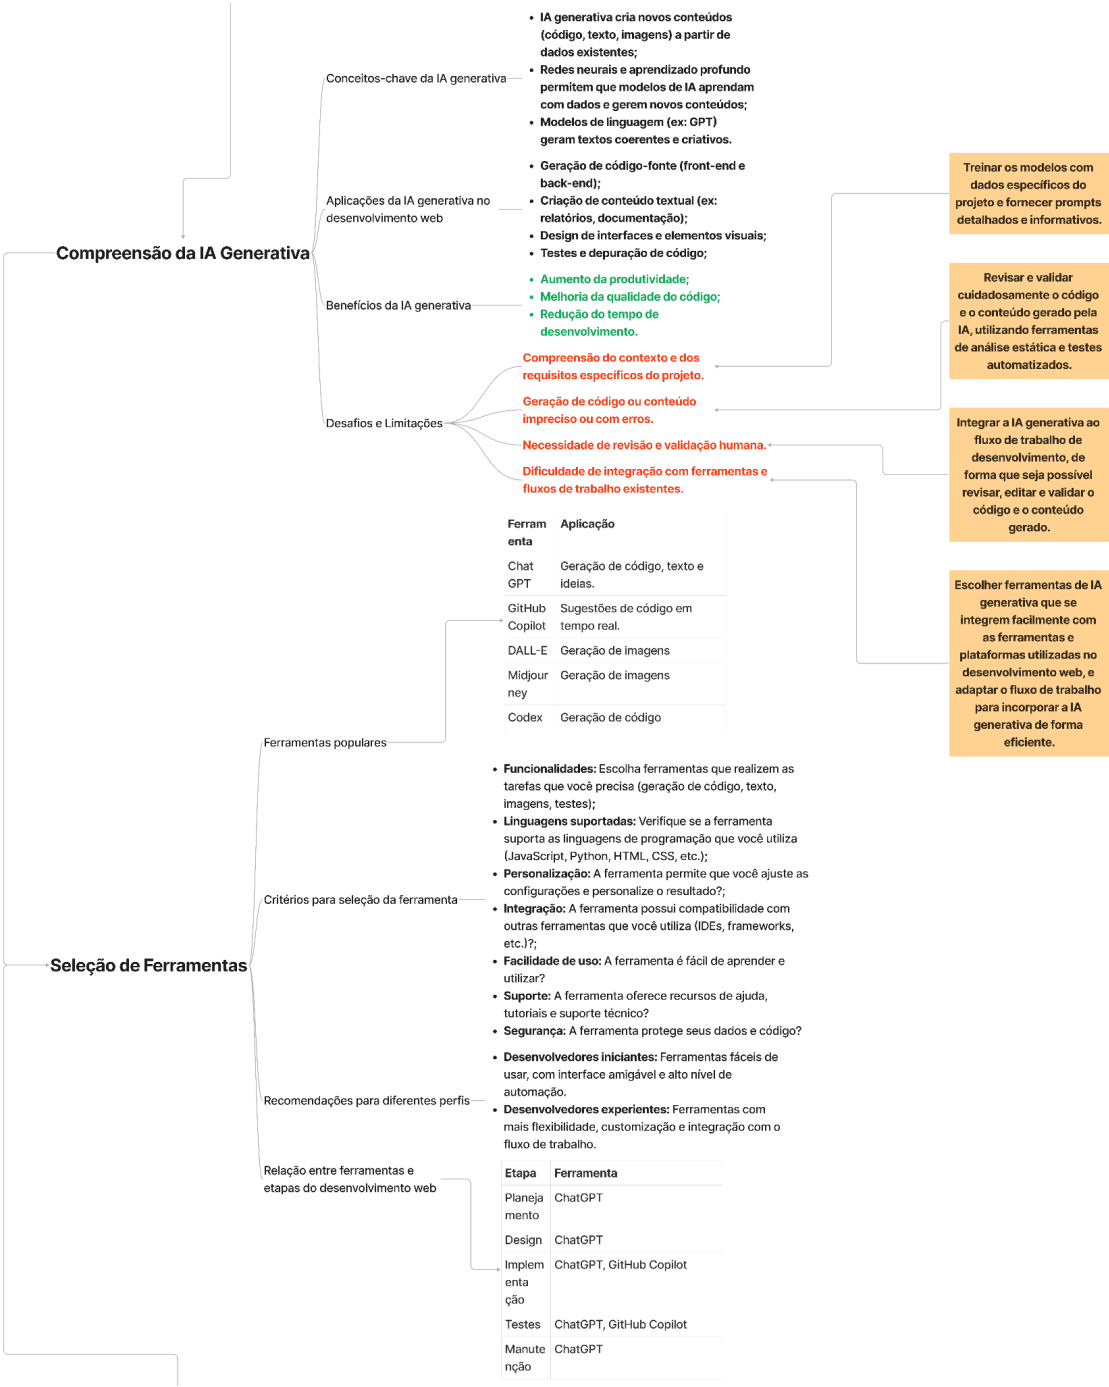 Compreensão da IA Generativa
Conceitos-chave da IA generativa
• IA generativa cria novos conteúdos
(código, texto, imagens) a partir de
dados existentes;
• Redes neurais e aprendizado profundo
permitem que modelos de IA aprendam
com dados e gerem novos conteúdos;
• Modelos de linguagem (ex: GPT)
geram textos coerentes e criativos.
Aplicações da IA generativa no
desenvolvimento web
• Geração de código-fonte (front-end e
back-end);
• Criação de conteúdo textual (ex:
relatórios, documentação);
• Design de interfaces e elementos visuais;
• Testes e depuração de código;
Benefícios da IA generativa
• Aumento da produtividade;
• Melhoria da qualidade do código;
• Redução do tempo de
desenvolvimento.
Desafios e Limitações
Compreensão do contexto e dos
requisitos específicos do projeto.
Geração de código ou conteúdo
impreciso ou com erros.
Necessidade de revisão e validação humana.
Dificuldade de integração com ferramentas e
fluxos de trabalho existentes.
Treinar os modelos com
dados específicos do
projeto e fornecer prompts
detalhados e informativos.
Revisar e validar
cuidadosamente o código
e o conteúdo gerado pela
IA, utilizando ferramentas
de análise estática e testes
automatizados.
Integrar a IA generativa ao
fluxo de trabalho de
desenvolvimento, de
forma que seja possível
revisar, editar e validar o
código e o conteúdo
gerado.
Escolher ferramentas de IA
generativa que se
integrem facilmente com
as ferramentas e
plataformas utilizadas no
desenvolvimento web, e
adaptar o fluxo de trabalho
para incorporar a IA
generativa de forma
eficiente.
Seleção de Ferramentas
Ferramentas populares
Ferram
enta
Aplicação
Chat
GPT
Geração de código, texto e
ideias.
GitHub
Copilot
Sugestões de código em
tempo real.
DALL-E
Geração de imagens
Midjour
ney
Geração de imagens
Codex
Geração de código
Critérios para seleção da ferramenta
• Funcionalidades: Escolha ferramentas que realizem as
tarefas que você precisa (geração de código, texto,
imagens, testes);
• Linguagens suportadas: Verifique se a ferramenta
suporta as linguagens de programação que você utiliza
(JavaScript, Python, HTML, CSS, etc.);
• Personalização: A ferramenta permite que você ajuste as
configurações e personalize o resultado?;
• Integração: A ferramenta possui compatibilidade com
outras ferramentas que você utiliza (IDEs, frameworks,
etc.)?;
• Facilidade de uso: A ferramenta é fácil de aprender e
utilizar?
• Suporte: A ferramenta oferece recursos de ajuda,
tutoriais e suporte técnico?
• Segurança: A ferramenta protege seus dados e código?
Recomendações para diferentes perfis
• Desenvolvedores iniciantes: Ferramentas fáceis de
usar, com interface amigável e alto nível de
automação.
• Desenvolvedores experientes: Ferramentas com
mais flexibilidade, customização e integração com o
fluxo de trabalho.
Relação entre ferramentas e
etapas do desenvolvimento web
Etapa
Ferramenta
Planeja
mento
ChatGPT
Design
ChatGPT
Implem
enta
ção
ChatGPT, GitHub Copilot
Testes
ChatGPT, GitHub Copilot
Manute
nção
ChatGPT